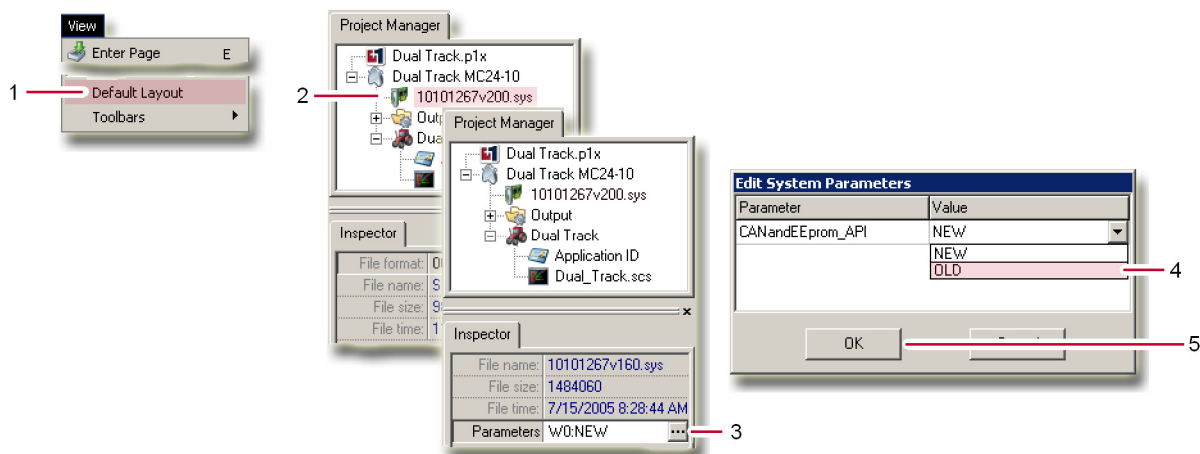 View
Enter Page E
1
Default Layout
Toolbars
Project Manager
Dual Track.p1x
Dual Track MC24-10
2
10101267v200.sys
Inspector
File format:
File name: S
File size: 9
File time: 1
Project Manager
Dual Track.p1x
Dual Track MC24-10
10101267v200.sys
Output
Dual Track
Application ID
Dual_Track.scs
Inspector
File name: 10101267v160.sys
File size: 1484060
File time: 7/15/2005 8:28:44 AM
Parameters W0:NEW ...
3
Edit System Parameters
Parameter Value
CANandEEprom_API NEW
NEW
OLD
4
OK
5